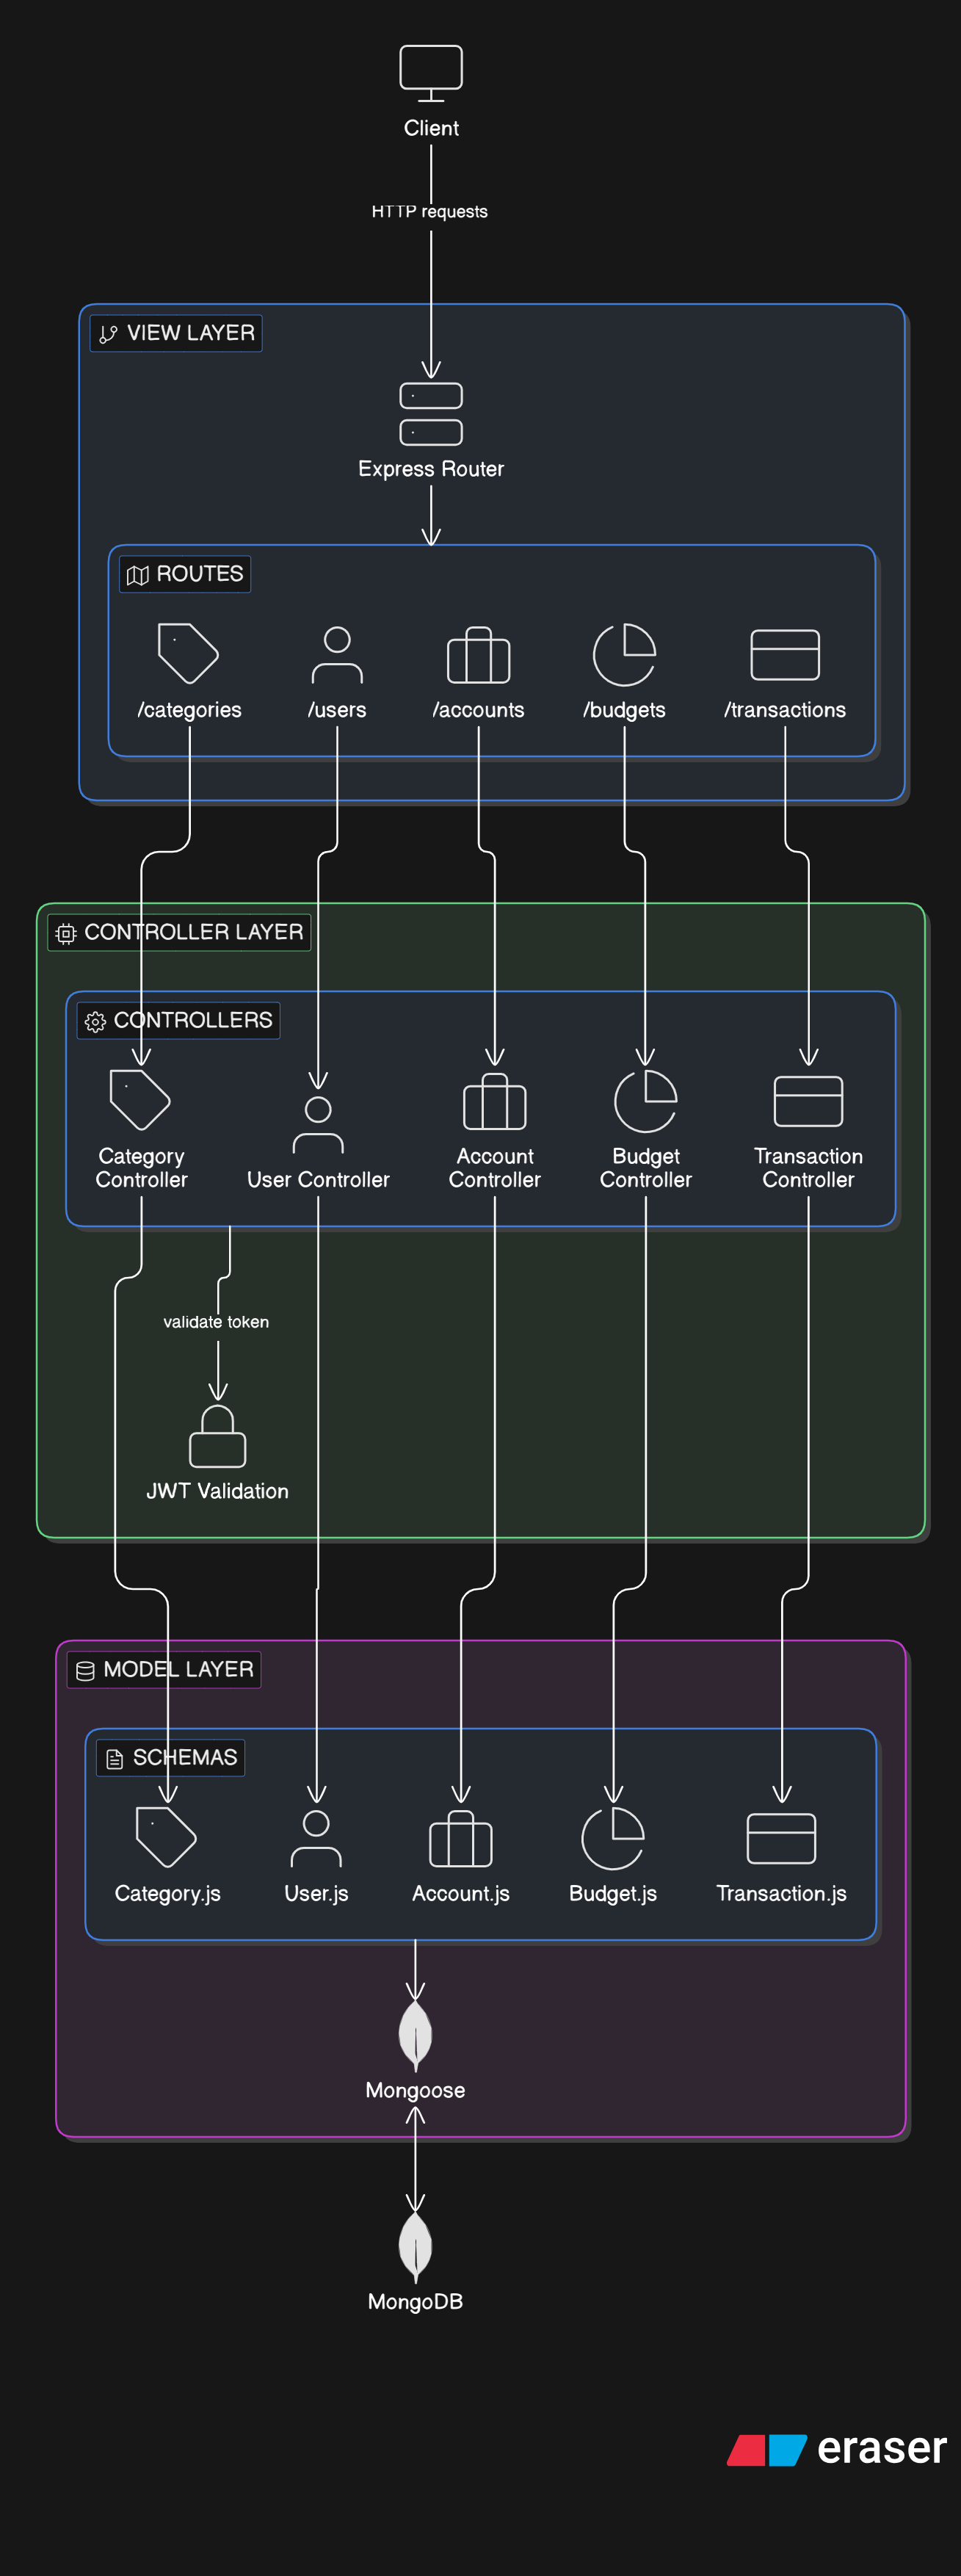 Client
HTTP requests
VIEW LAYER
Express Router
ROUTES
/categories
/users
/accounts
/budgets
/transactions
CONTROLLER LAYER
CONTROLLERS
Category
Controller
User Controller
Account
Controller
Budget
Controller
Transaction
Controller
validate token
JWT Validation
MODEL LAYER
SCHEMAS
Category.js
User.js
Account.js
Budget.js
Transaction.js
Mongoose
MongoDB
eraser